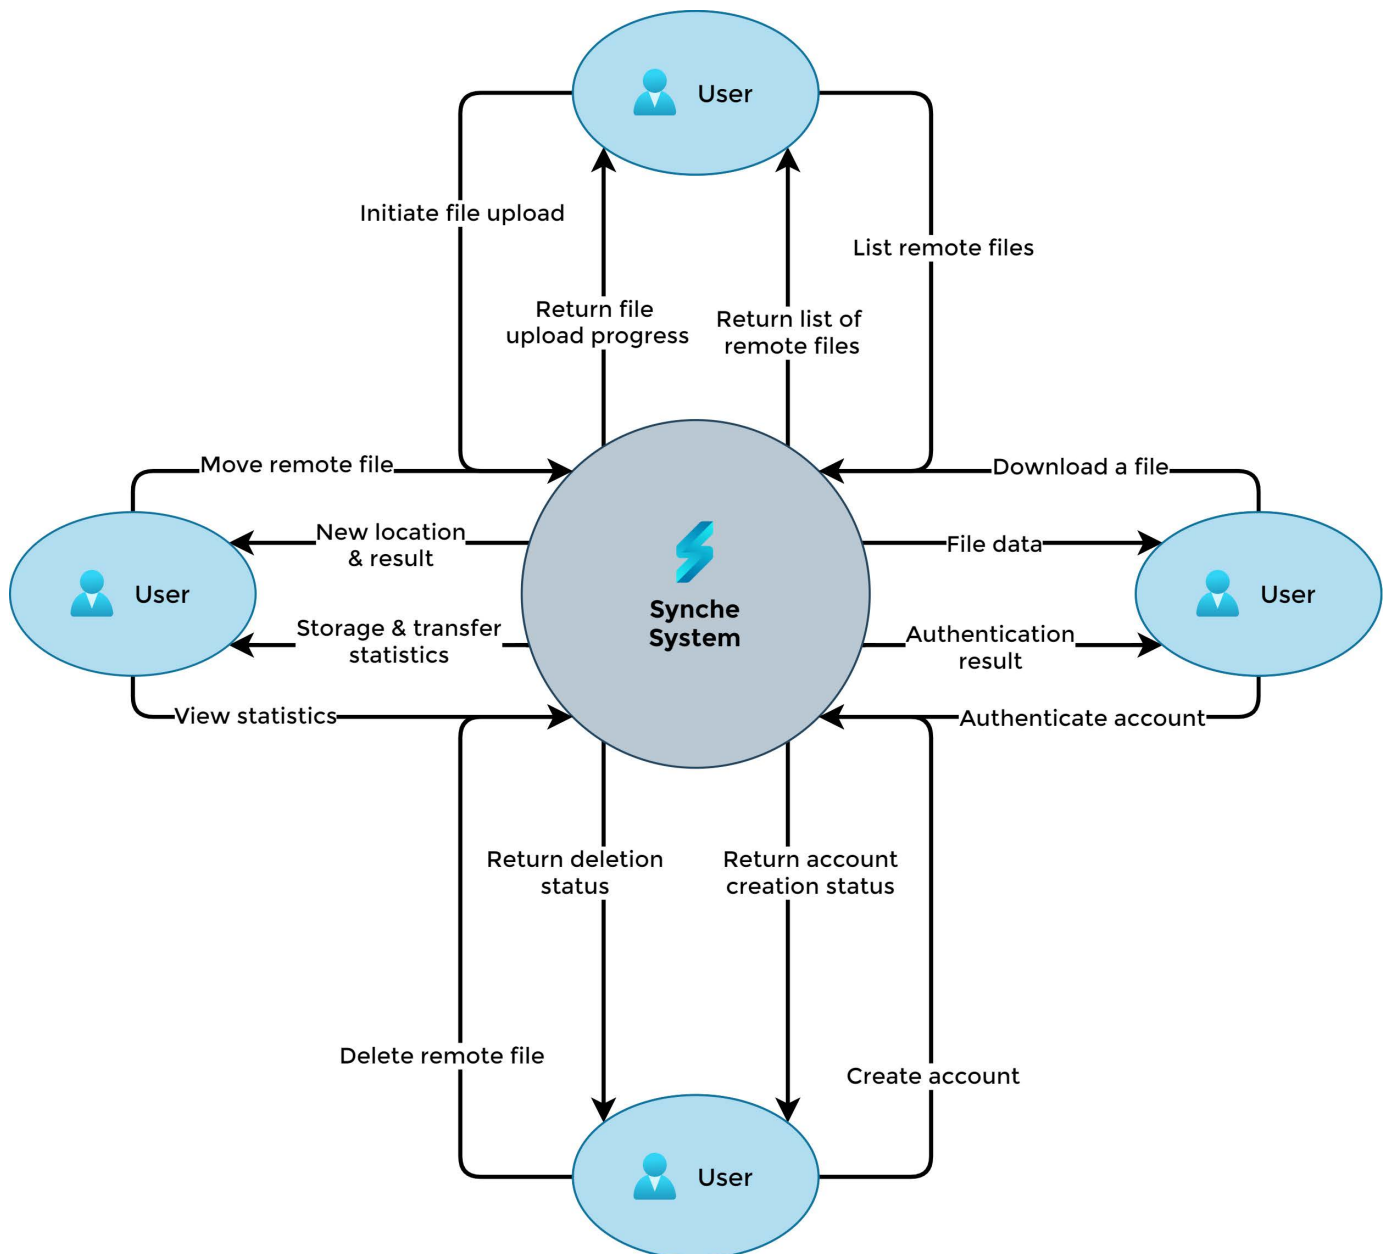 User
Initiate file upload
List remote files
Return file
upload progress
Return list of
remote files
Move remote file
Download a file
New location
& result
File data
User
Synche
System
User
Storage & transfer
statistics
Authentication
result
View statistics
Authenticate account
Return deletion
status
Return account
creation status
Delete remote file
Create account
User